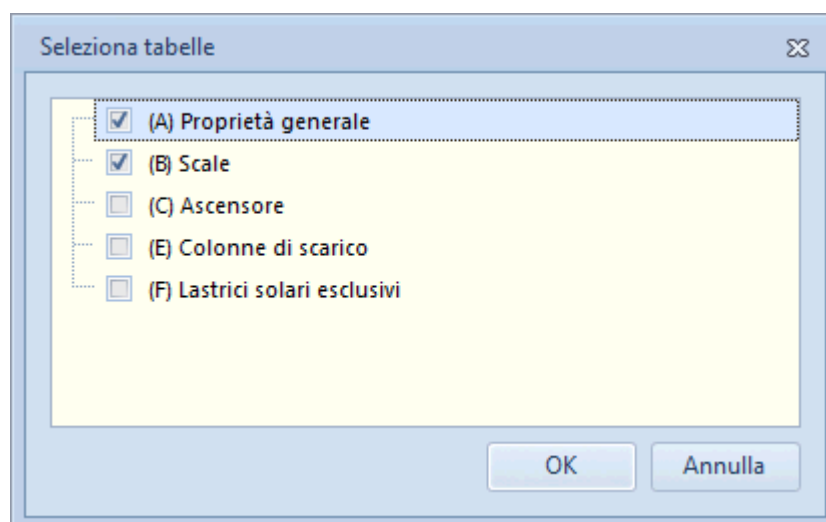 Seleziona tabelle
(A) Proprietà generale
(B) Scale
(C) Ascensore
(E) Colonne di scarico
(F) Lastrici solari esclusivi
OK Annulla